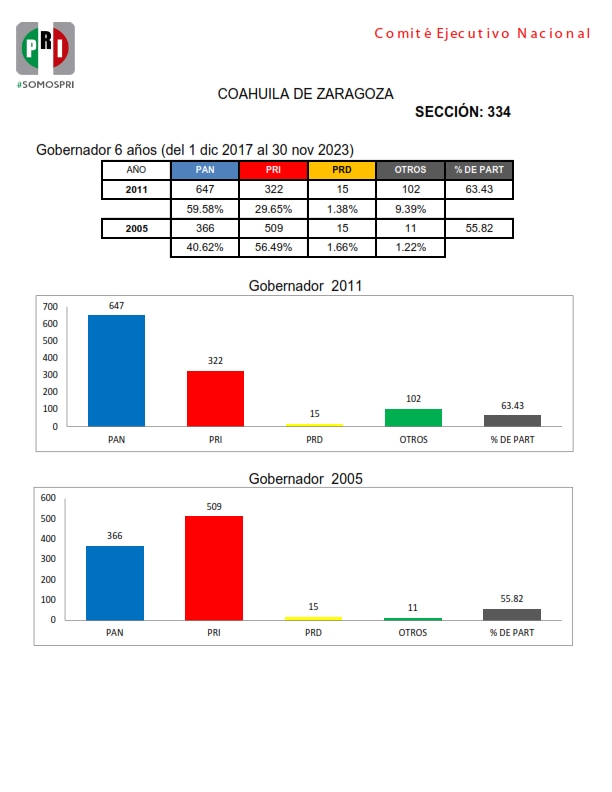 Comité Ejecutivo Nacional
PRI
#SOMOSPRI
COAHUILA DE ZARAGOZA
SECCIÓN: 334
Gobernador 6 años (del 1 dic 2017 al 30 nov 2023)
AÑO PAN PRI PRD OTROS % DE PART
2011 647 322 15 102 63.43
59.58% 29.65% 1.38% 9.39%
2005 366 509 15 11 55.82
40.62% 56.49% 1.66% 1.22%
Gobernador 2011
700
600
500
400
300
200
100
0
647
322
15
102
63.43
PAN PRI PRD OTROS % DE PART
Gobernador 2005
600
500
400
300
200
100
0
366
509
15
11
55.82
PAN PRI PRD OTROS % DE PART